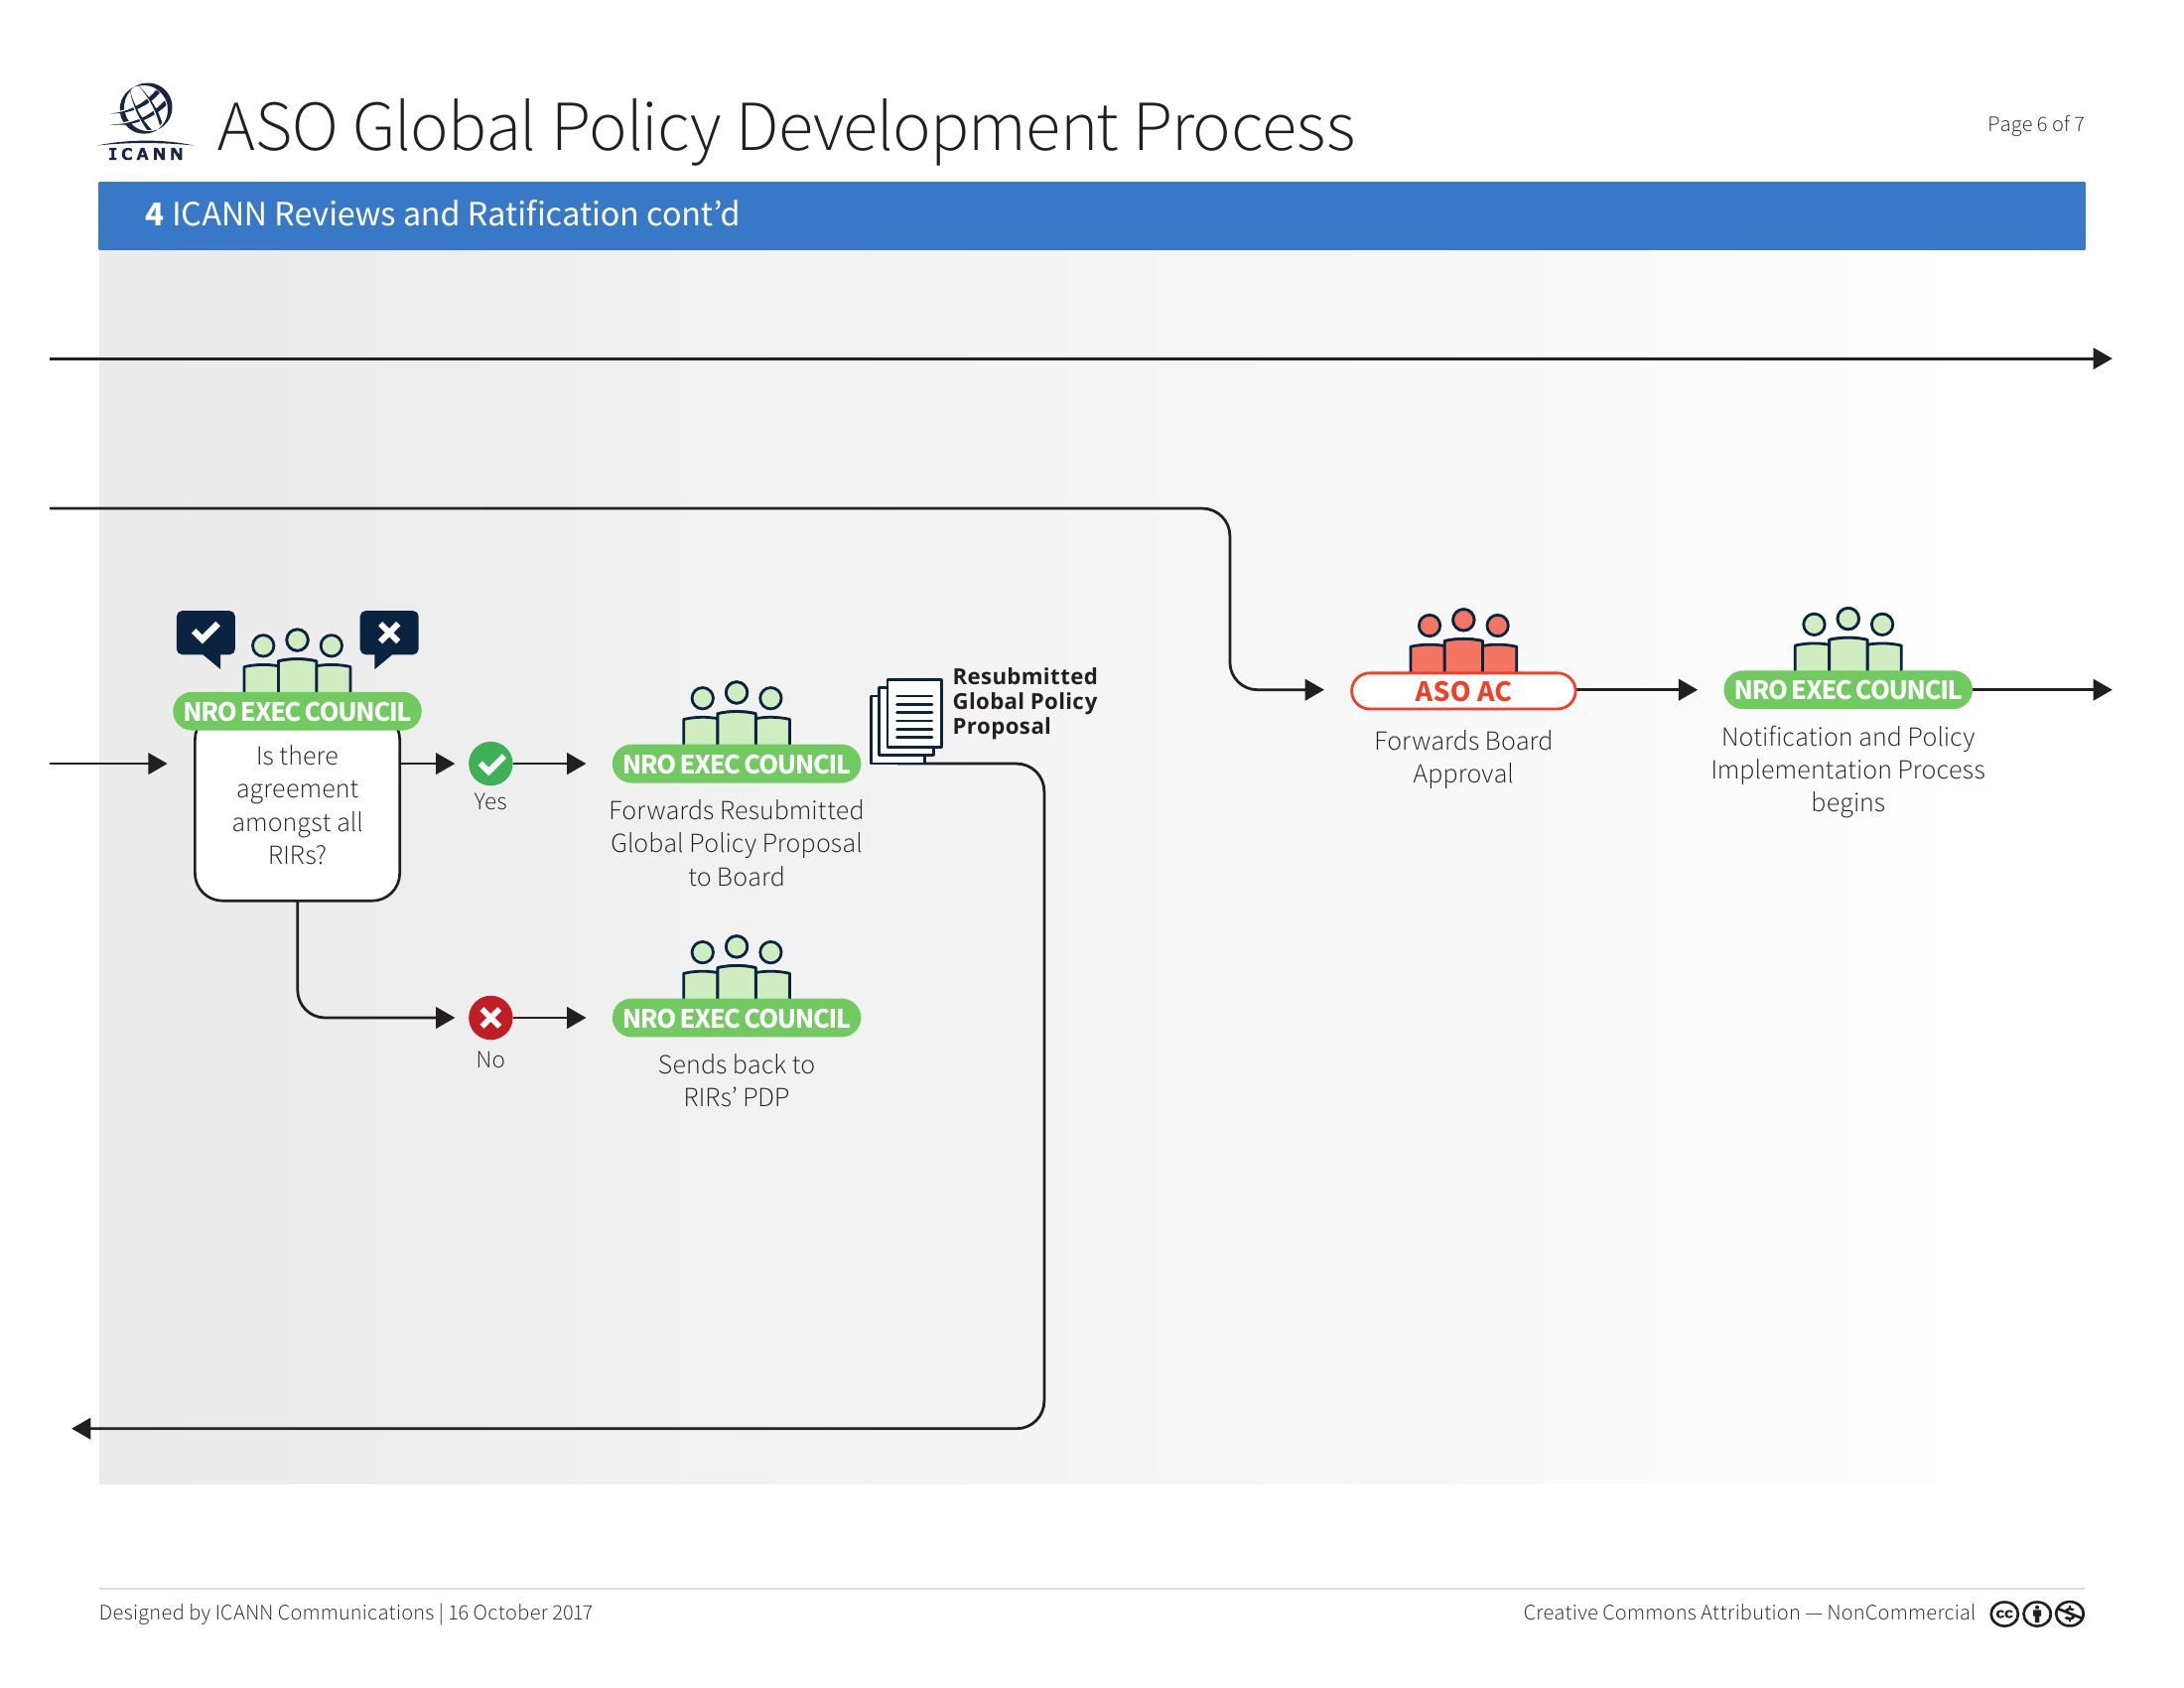 ICANN
ASO Global Policy Development Process
Page 6 of 7
4 ICANN Reviews and Ratification cont’d
NRO EXEC COUNCIL
Is there
agreement
amongst all
RIRs?
Yes
NRO EXEC COUNCIL
Forwards Resubmitted
Global Policy Proposal
to Board
Resubmitted
Global Policy
Proposal
No
NRO EXEC COUNCIL
Sends back to
RIRs’ PDP
ASO AC
Forwards Board
Approval
NRO EXEC COUNCIL
Notification and Policy
Implementation Process
begins
Designed by ICANN Communications | 16 October 2017
Creative Commons Attribution — NonCommercial
cc